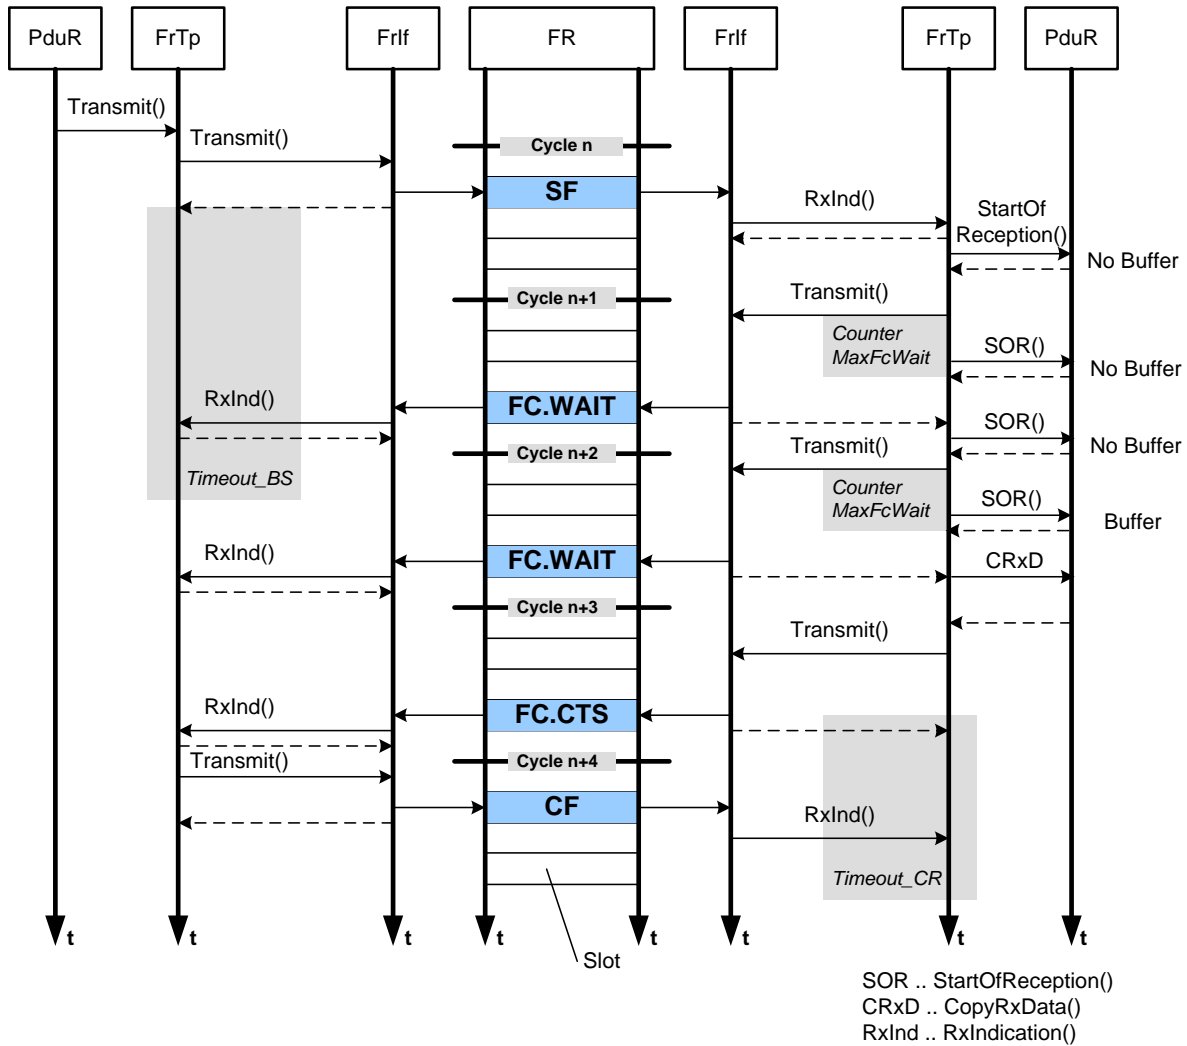 PduR FrTp FrIf FR FrIf FrTp PduR
Transmit()
Transmit()
Cycle n
SF
RxInd()
StartOf
Reception()
No Buffer
Cycle n+1
Transmit()
Counter
MaxFcWait
SOR()
No Buffer
RxInd()
FC.WAIT
SOR()
No Buffer
Cycle n+2
Transmit()
Timeout_BS
Counter
MaxFcWait
SOR()
Buffer
RxInd()
FC.WAIT
CRxD
Cycle n+3
Transmit()
RxInd()
FC.CTS
Transmit()
Cycle n+4
CF
RxInd()
Timeout_CR
t t t t t t t t
Slot
SOR .. StartOfReception()
CRxD .. CopyRxData()
RxInd .. RxIndication()